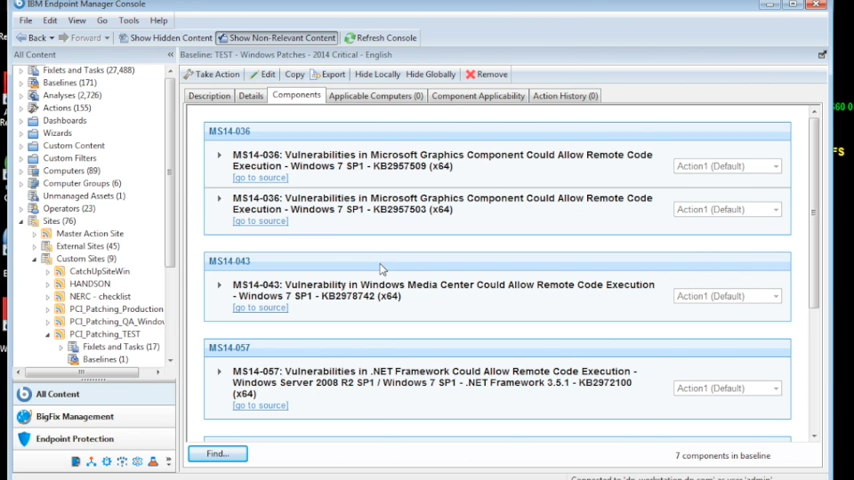 IBM Endpoint Manager Console
File Edit View Go Tools Help
Back Forward Show Hidden Content Show Non-Relevant Content Refresh Console
All Content
Baseline: TEST - Windows Patches - 2014 Critical - English
Take Action Edit Copy Export Hide Locally Hide Globally Remove
Description Details Components Applicable Computers (0) Component Applicability Action History (0)
Fixlets and Tasks (27,488)
Baselines (171)
Analyses (2,726)
Actions (155)
Dashboards
Wizards
Custom Content
Custom Filters
Computers (89)
Computer Groups (6)
Unmanaged Assets (1)
Operators (23)
Sites (76)
Master Action Site
External Sites (45)
Custom Sites (9)
CatchUpSiteWin
HANDSON
NERC - checklist
PCI_Patching_Production
PCI_Patching_QA_Window
PCI_Patching_TEST
Fixlets and Tasks (17)
Baselines (1)
All Content
BigFix Management
Endpoint Protection
MS14-036
MS14-036: Vulnerabilities in Microsoft Graphics Component Could Allow Remote Code
Execution - Windows 7 SP1 - KB2957509 (x64)
[go to source]
Action1 (Default)
MS14-036: Vulnerabilities in Microsoft Graphics Component Could Allow Remote Code
Execution - Windows 7 SP1 - KB2957503 (x64)
[go to source]
Action1 (Default)
MS14-043
MS14-043: Vulnerability in Windows Media Center Could Allow Remote Code Execution
- Windows 7 SP1 - KB2978742 (x64)
[go to source]
Action1 (Default)
MS14-057
MS14-057: Vulnerabilities in .NET Framework Could Allow Remote Code Execution -
Windows Server 2008 R2 SP1 / Windows 7 SP1 - .NET Framework 3.5.1 - KB2972100
(x64)
[go to source]
Action1 (Default)
Find...
7 components in baseline